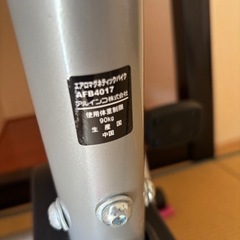 エアロマグネティックバイク
AFB4017
アルインコ株式会社
使用体重制限
90kg
生産国
中国